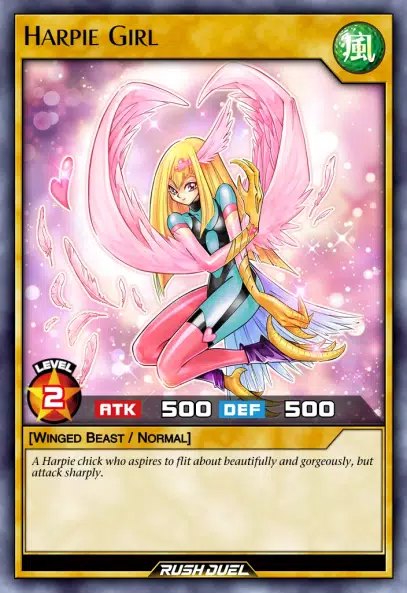 HARPIE GIRL
風
LEVEL
2
ATK 500 DEF 500
[WINGED BEAST / NORMAL]
A Harpie chick who aspires to flit about beautifully and gorgeously, but
attack sharply.
RUSH DUEL